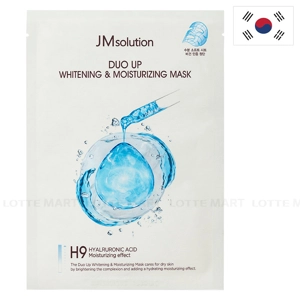 JMsolution
DUO UP
WHITENING & MOISTURIZING MASK
LOTTE MART
H9
HYALRURONIC ACID
Moisturizing effect
The Duo Up Whitening & Moisturizing Mask cares for dry skin
by brightening the complexion and adding a hydrating moisturizing effect.